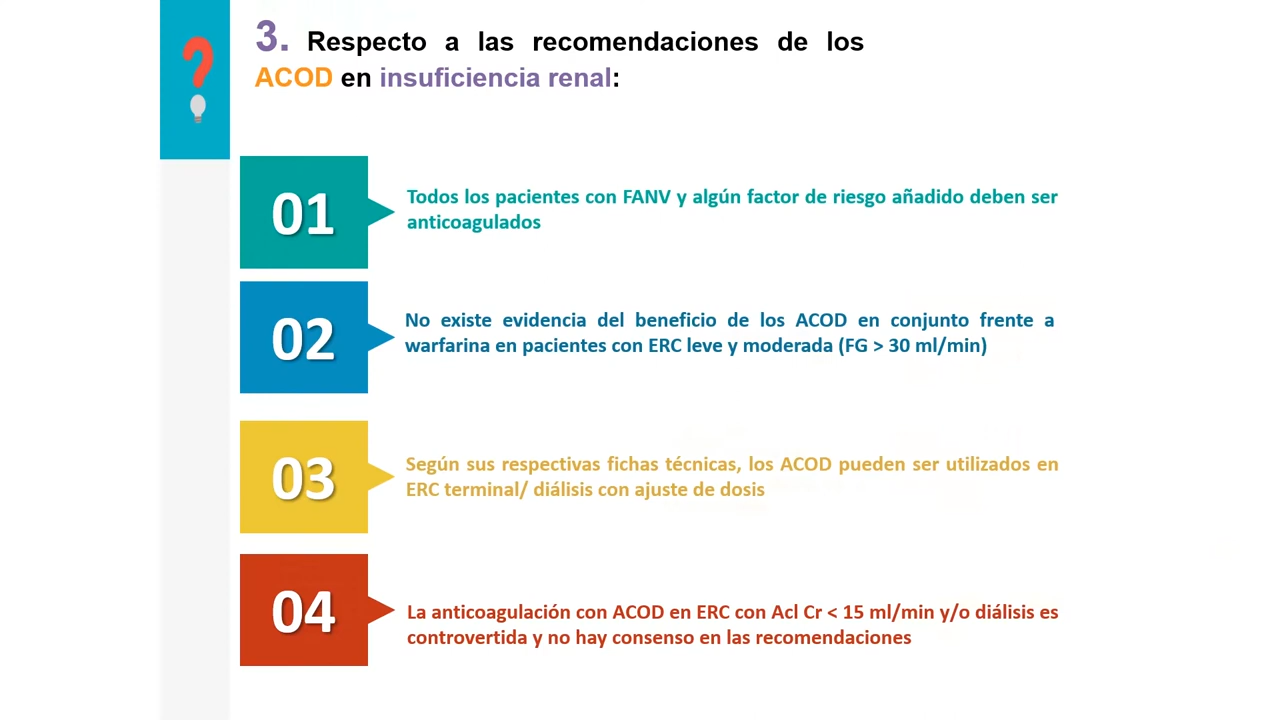 3. Respecto a las recomendaciones de los
ACOD en insuficiencia renal:
01
Todos los pacientes con FANV y algún factor de riesgo añadido deben ser
anticoagulados
02
No existe evidencia del beneficio de los ACOD en conjunto frente a
warfarina en pacientes con ERC leve y moderada (FG > 30 ml/min)
03
Según sus respectivas fichas técnicas, los ACOD pueden ser utilizados en
ERC terminal/ diálisis con ajuste de dosis
04
La anticoagulación con ACOD en ERC con Acl Cr < 15 ml/min y/o diálisis es
controvertida y no hay consenso en las recomendaciones